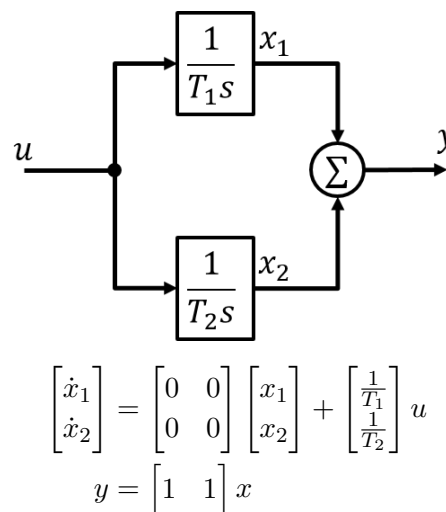 1/(T₁s) x₁
u Σ y
1/(T₂s) x₂
[ẋ₁; ẋ₂] = [0 0; 0 0] [x₁; x₂] + [1/T₁; 1/T₂] u
y = [1 1] x